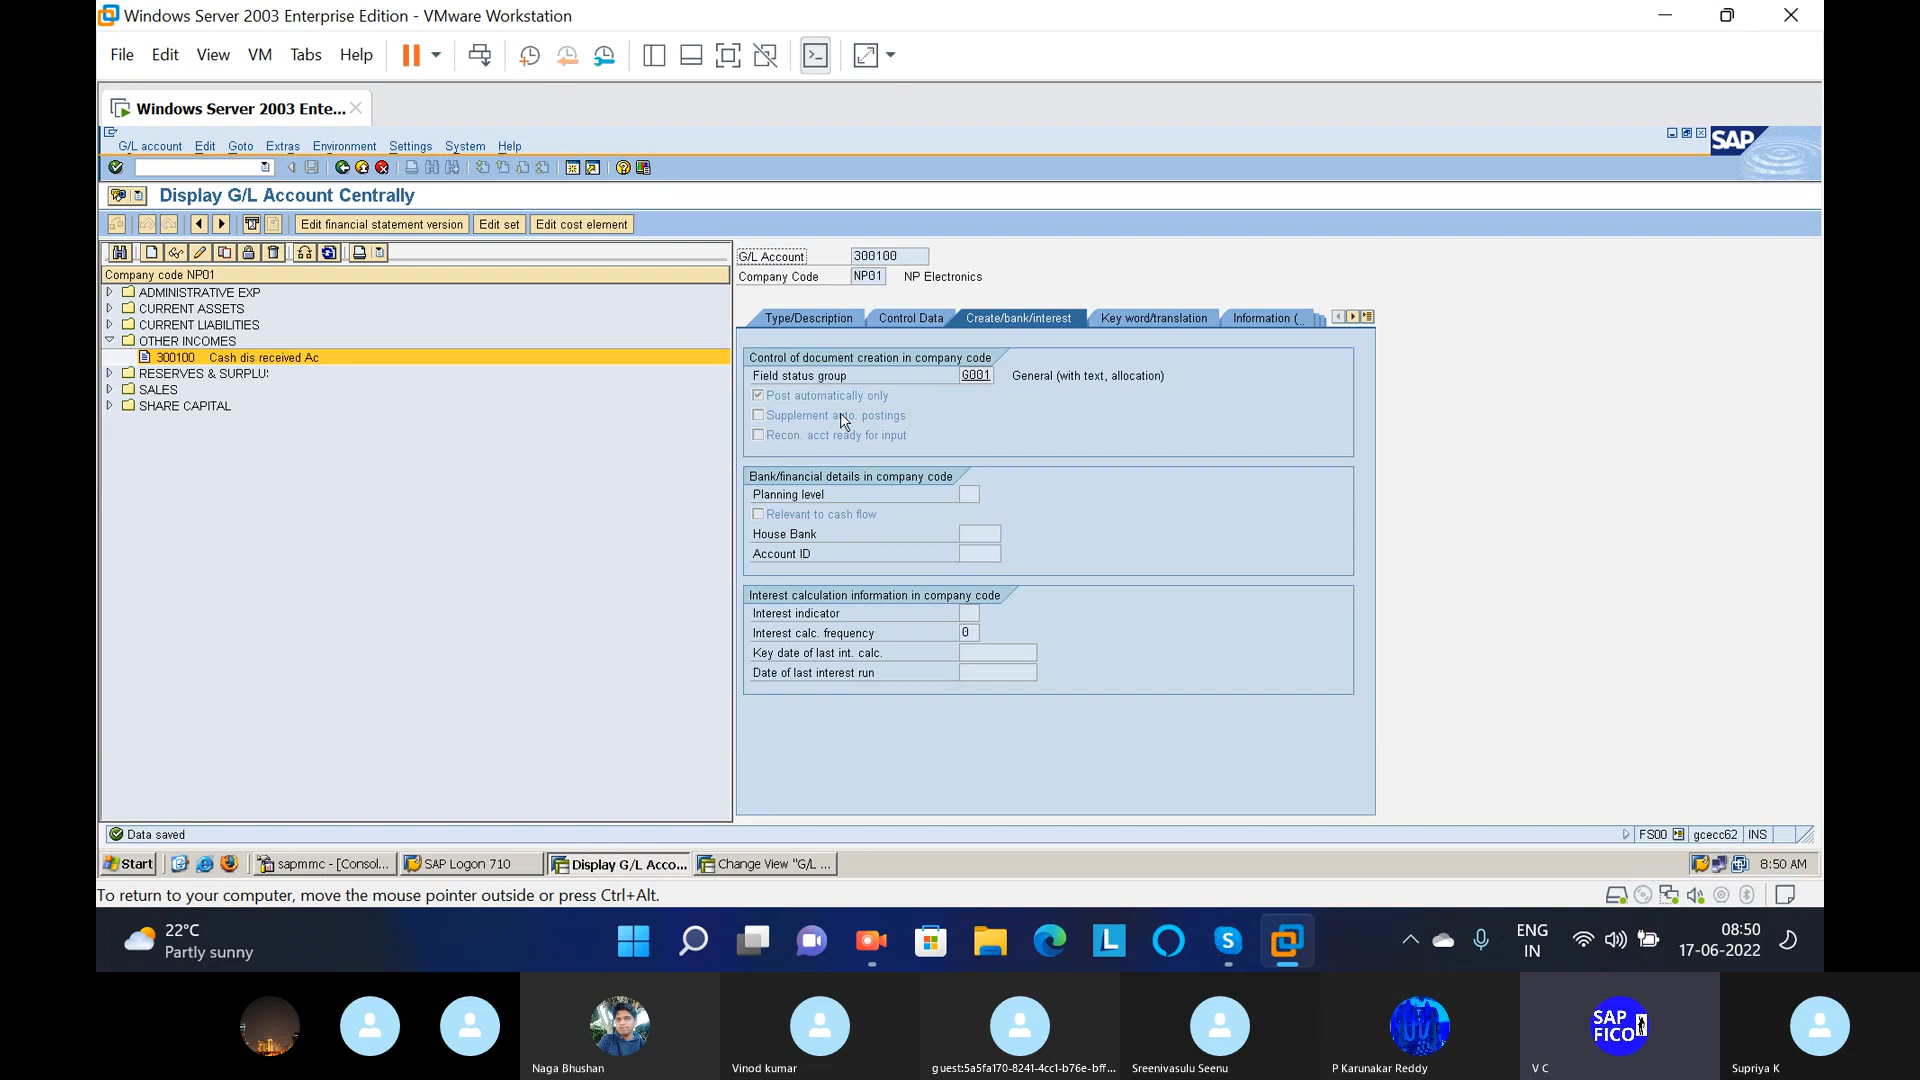 Windows Server 2003 Enterprise Edition - VMware Workstation
File Edit View VM Tabs Help
Windows Server 2003 Ente...
G/L account Edit Goto Extras Environment Settings System Help
SAP
Display G/L Account Centrally
Edit financial statement version Edit set Edit cost element
Company code NP01
ADMINISTRATIVE EXP
CURRENT ASSETS
CURRENT LIABILITIES
OTHER INCOMES
300100 Cash dis received Ac
RESERVES & SURPLU:
SALES
SHARE CAPITAL
G/L Account 300100
Company Code NP01 NP Electronics
Type/Description Control Data Create/bank/interest Key word/translation Information (..
Control of document creation in company code
Field status group G001 General (with text, allocation)
Post automatically only
Supplement auto. postings
Recon. acct ready for input
Bank/financial details in company code
Planning level
Relevant to cash flow
House Bank
Account ID
Interest calculation information in company code
Interest indicator
Interest calc. frequency 0
Key date of last int. calc.
Date of last interest run
Data saved
FS00 gcecc62 INS
Start sapmmc - [Consol... SAP Logon 710 Display G/L Acco... Change View "G/L ... 8:50 AM
To return to your computer, move the mouse pointer outside or press Ctrl+Alt.
22°C
Partly sunny
L
S
ENG
IN
08:50
17-06-2022
SAP
FICO
Naga Bhushan
Vinod kumar
guest:5a5fa170-8241-4cc1-b76e-bff...
Sreenivasulu Seenu
P Karunakar Reddy
V C
Supriya K